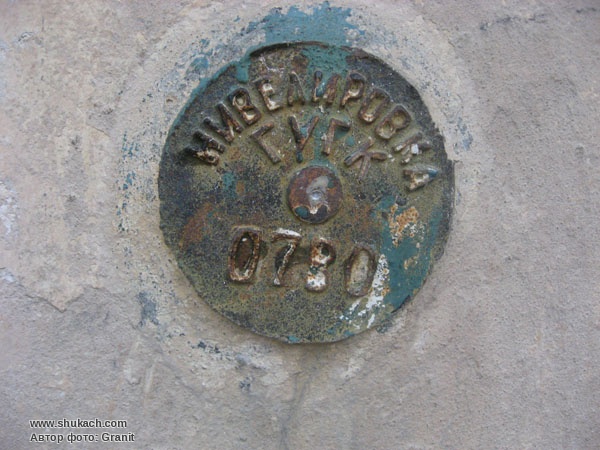 НИВЕЛИРОВКА
ГУГК
0780
www.shukach.com
Автор фото: Granit